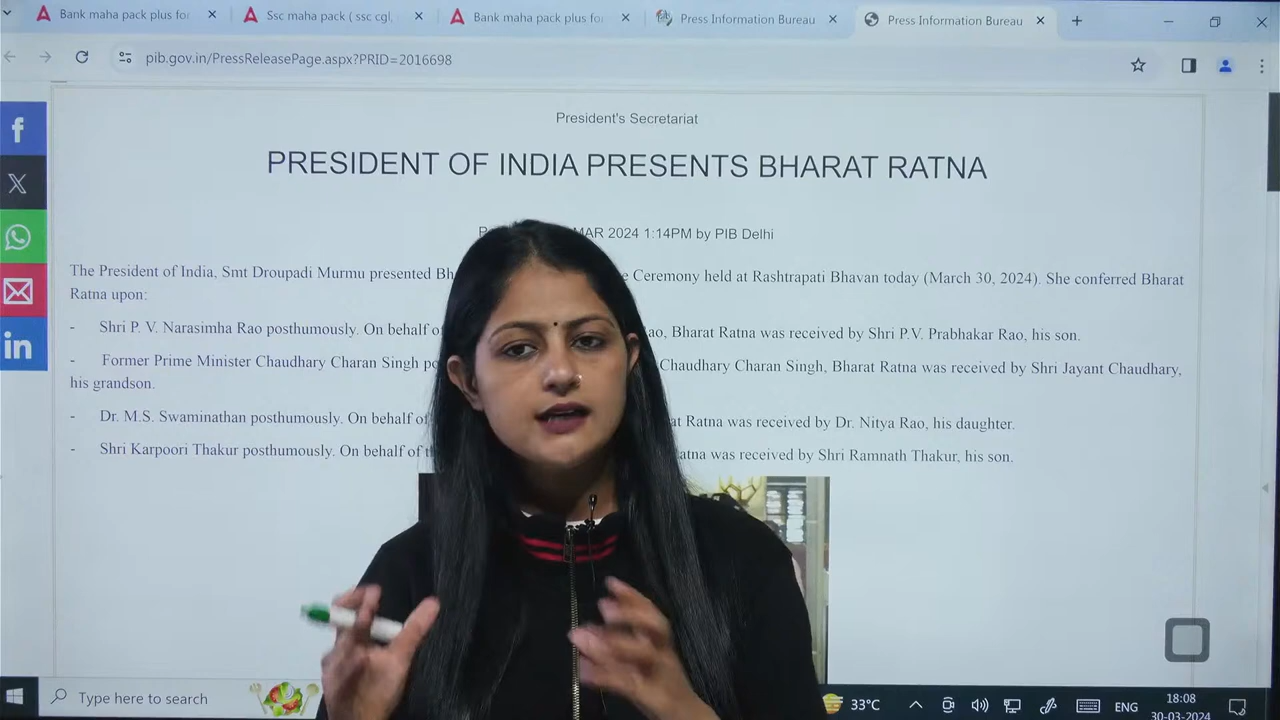 Bank maha pack plus for
Ssc maha pack ( ssc cgl,
Bank maha pack plus for
Press Information Bureau
Press Information Bureau
pib.gov.in/PressReleasePage.aspx?PRID=2016698
President's Secretariat
PRESIDENT OF INDIA PRESENTS BHARAT RATNA
MAR 2024 1:14PM by PIB Delhi
The President of India, Smt Droupadi Murmu presented Ceremony held at Rashtrapati Bhavan today (March 30, 2024). She conferred Bharat
Ratna upon:
- Shri P. V. Narasimha Rao posthumously. On behalf Bharat Ratna was received by Shri P.V. Prabhakar Rao, his son.
- Former Prime Minister Chaudhary Charan Singh Chaudhary Charan Singh, Bharat Ratna was received by Shri Jayant Chaudhary,
his grandson.
- Dr. M.S. Swaminathan posthumously. On behalf of Ratna was received by Dr. Nitya Rao, his daughter.
- Shri Karpoori Thakur posthumously. On behalf of was received by Shri Ramnath Thakur, his son.
Type here to search
33°C
ENG
18:08
30-03-2024